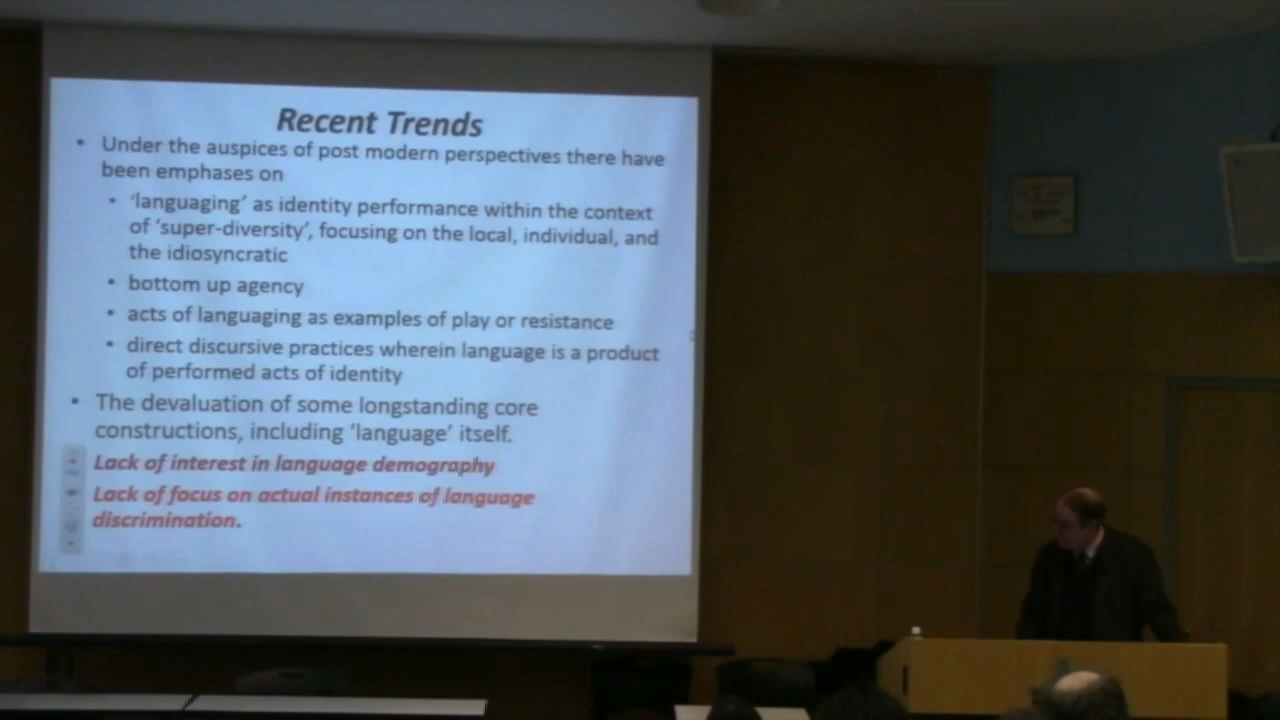 Recent Trends
• Under the auspices of post modern perspectives there have
been emphases on
• 'languaging' as identity performance within the context
of 'super-diversity', focusing on the local, individual, and
the idiosyncratic
• bottom up agency
• acts of languaging as examples of play or resistance
• direct discursive practices wherein language is a product
of performed acts of identity
• The devaluation of some longstanding core
constructions, including 'language' itself.
Lack of interest in language demography
Lack of focus on actual instances of language
discrimination.